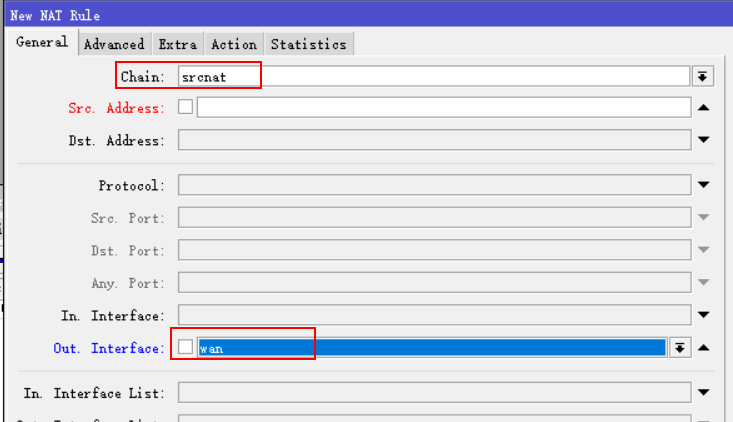 New NAT Rule
General Advanced Extra Action Statistics
Chain: srcnat
Src. Address:
Dst. Address:
Protocol:
Src. Port:
Dst. Port:
Any. Port:
In. Interface:
Out. Interface: wan
In. Interface List: